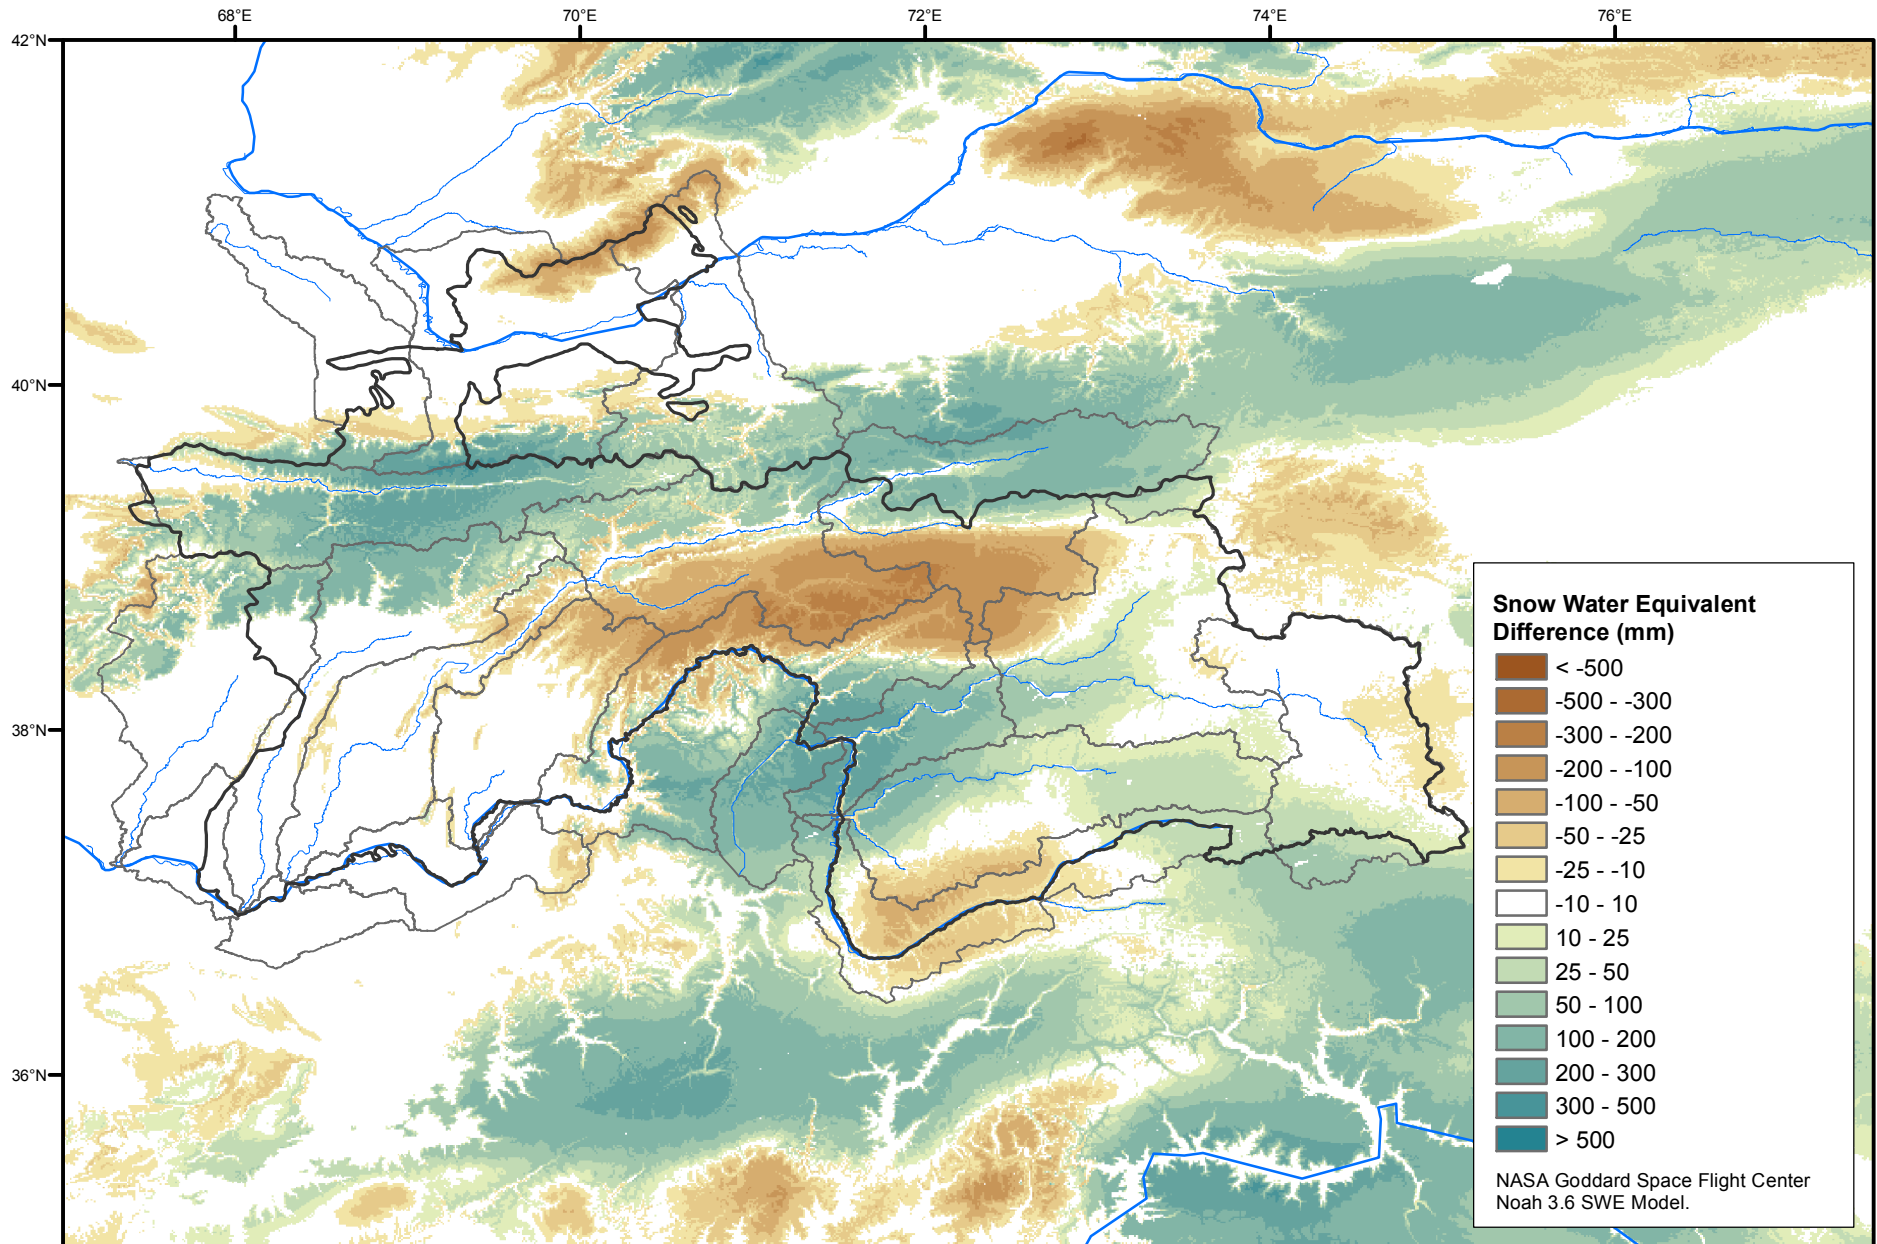 68°E
70°E
72°E
74°E
76°E
42°N
40°N
38°N
36°N
Snow Water Equivalent
Difference (mm)
< -500
-500 - -300
-300 - -200
-200 - -100
-100 - -50
-50 - -25
-25 - -10
-10 - 10
10 - 25
25 - 50
50 - 100
100 - 200
200 - 300
300 - 500
> 500
NASA Goddard Space Flight Center
Noah 3.6 SWE Model.